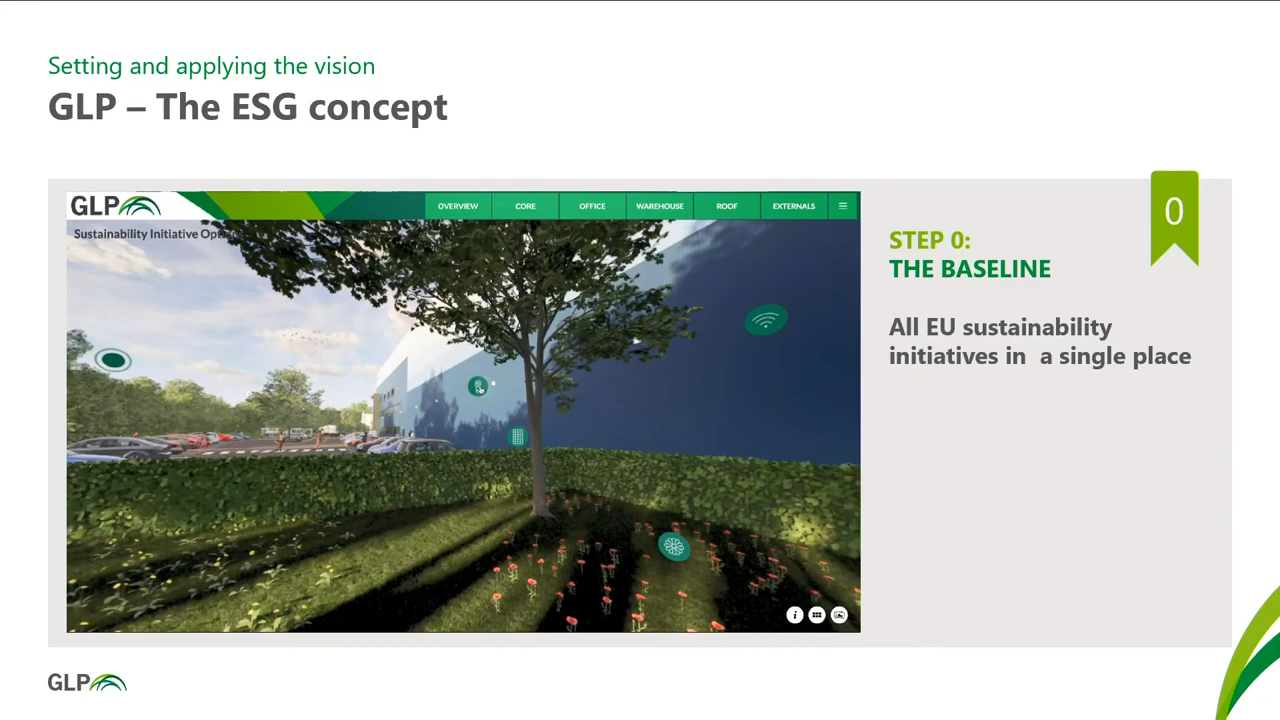 Setting and applying the vision
GLP – The ESG concept
GLP
OVERVIEW CORE OFFICE WAREHOUSE ROOF EXTERNALS
Sustainability Initiative
0
STEP 0:
THE BASELINE
All EU sustainability
initiatives in a single place
i
GLP